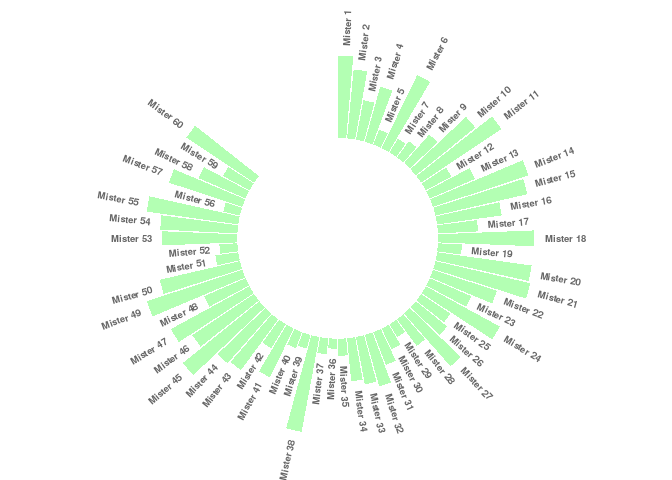 Mister 1
Mister 2
Mister 3
Mister 4
Mister 5
Mister 6
Mister 7
Mister 8
Mister 9
Mister 10
Mister 11
Mister 12
Mister 13
Mister 14
Mister 15
Mister 16
Mister 17
Mister 18
Mister 19
Mister 20
Mister 21
Mister 22
Mister 23
Mister 24
Mister 25
Mister 26
Mister 27
Mister 28
Mister 29
Mister 30
Mister 31
Mister 32
Mister 33
Mister 34
Mister 35
Mister 36
Mister 37
Mister 38
Mister 39
Mister 40
Mister 41
Mister 42
Mister 43
Mister 44
Mister 45
Mister 46
Mister 47
Mister 48
Mister 49
Mister 50
Mister 51
Mister 52
Mister 53
Mister 54
Mister 55
Mister 56
Mister 57
Mister 58
Mister 59
Mister 60